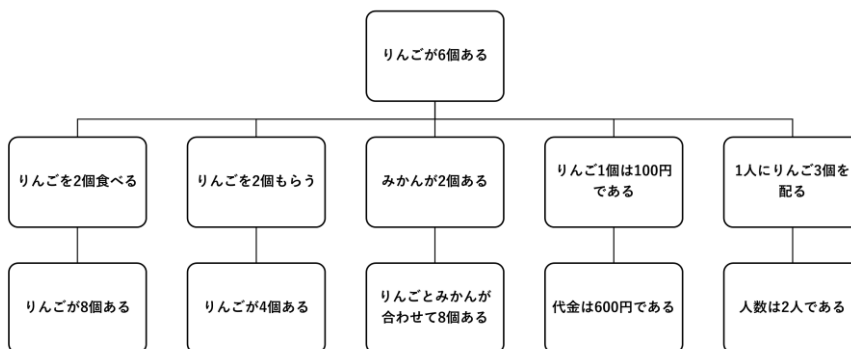 りんごが6個ある
りんごを2個食べる
りんごを2個もらう
みかんが2個ある
りんご1個は100円
である
1人にりんご3個を
配る
りんごが8個ある
りんごが4個ある
りんごとみかんが
合わせて8個ある
代金は600円である
人数は2人である